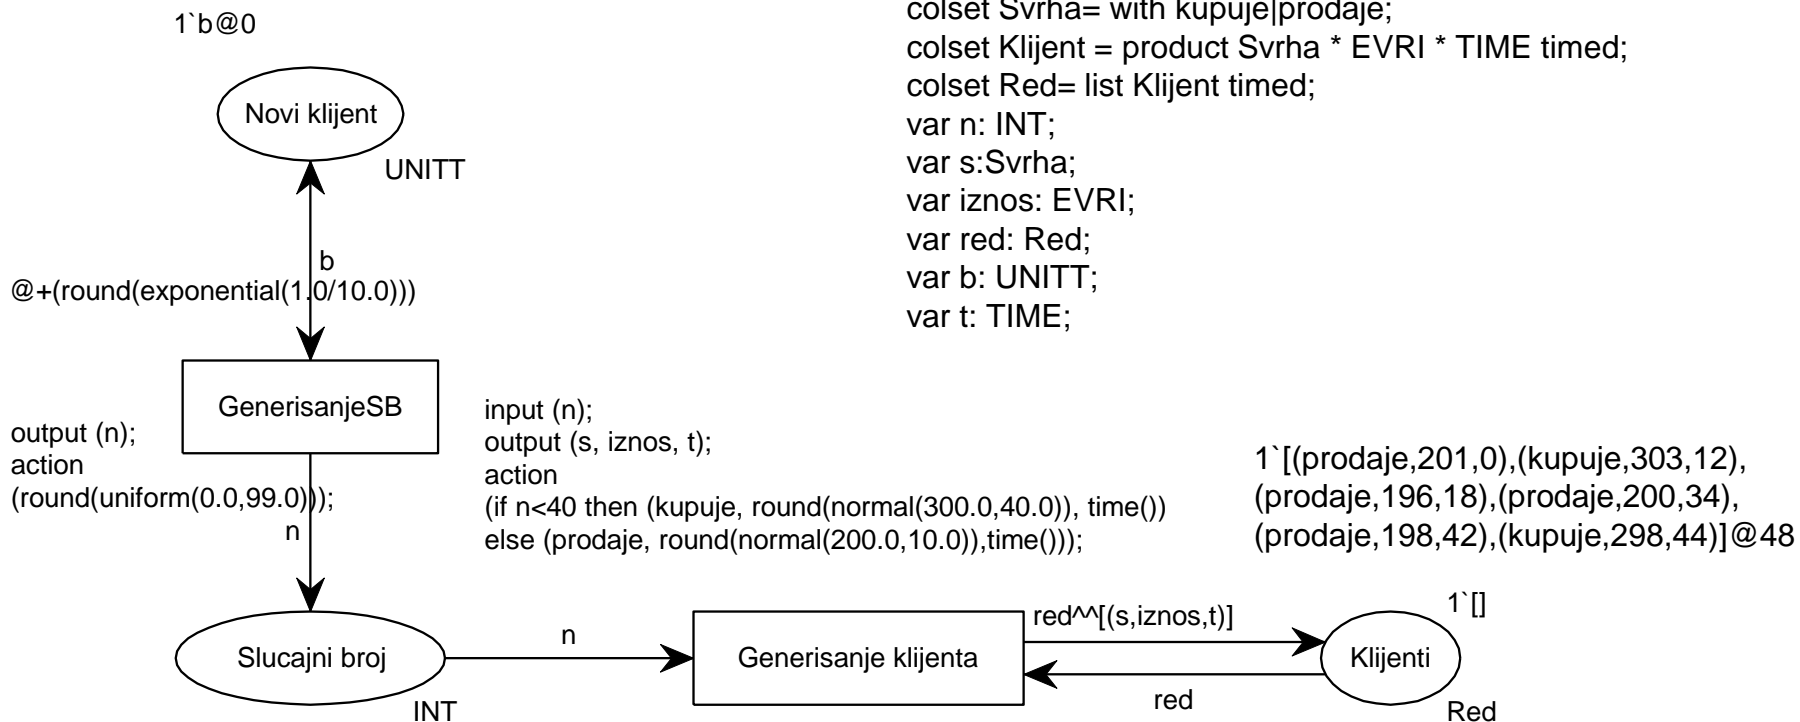 1`b@0
Novi klijent
UNITT
b
@+(round(exponential(1.0/10.0)))
GenerisanjeSB
output (n);
action
(round(uniform(0.0,99.0)));
n
Slucajni broj
INT
colset Svrha= with kupuje|prodaje;
colset Klijent = product Svrha * EVRI * TIME timed;
colset Red= list Klijent timed;
var n: INT;
var s:Svrha;
var iznos: EVRI;
var red: Red;
var b: UNITT;
var t: TIME;
input (n);
output (s, iznos, t);
action
(if n<40 then (kupuje, round(normal(300.0,40.0)), time())
else (prodaje, round(normal(200.0,10.0)),time()));
n
Generisanje klijenta
red^^[(s,iznos,t)]
red
1`[(prodaje,201,0),(kupuje,303,12),
(prodaje,196,18),(prodaje,200,34),
(prodaje,198,42),(kupuje,298,44)]@48
1`[]
Klijenti
Red